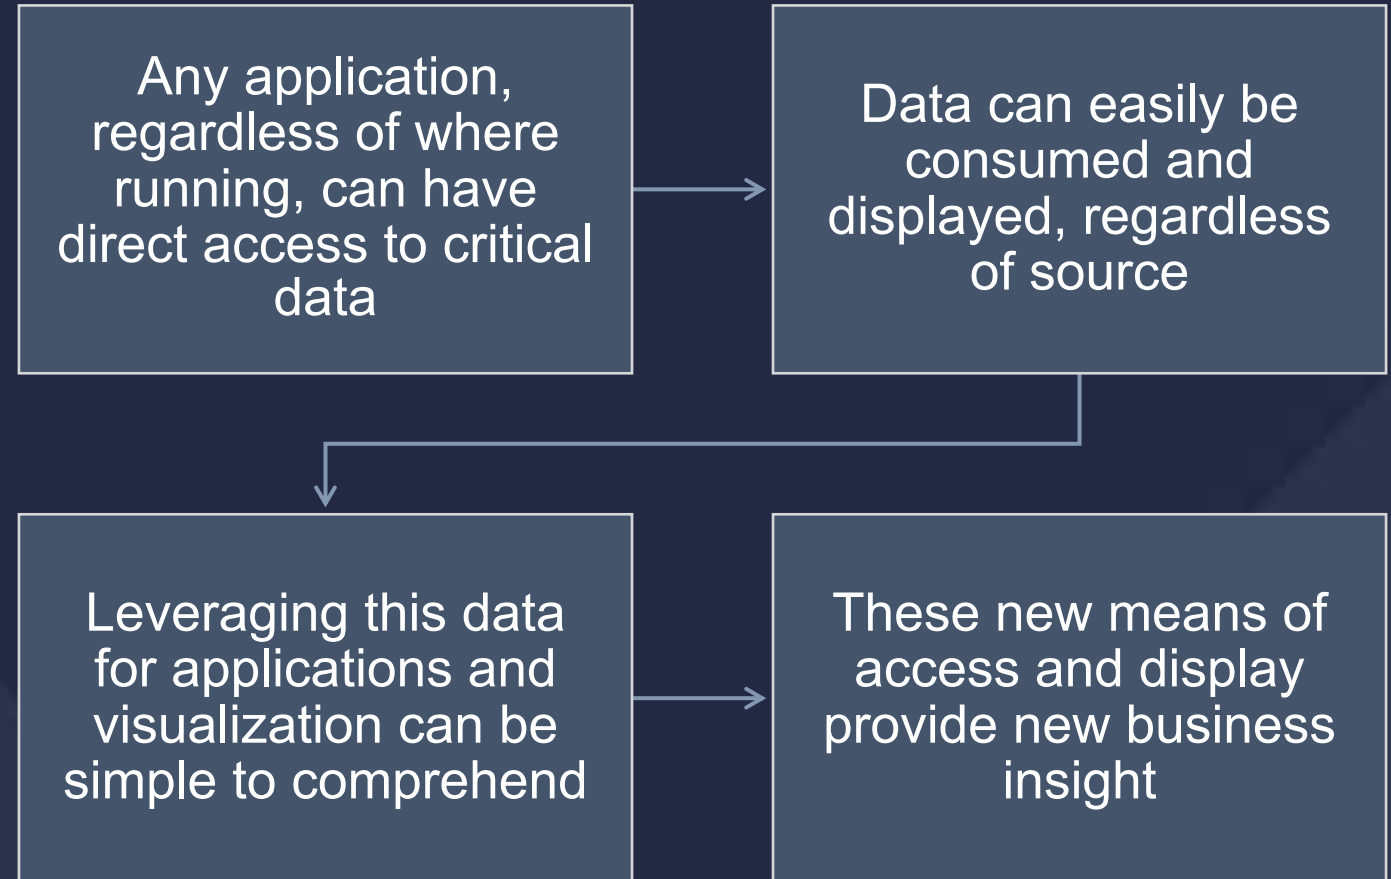 Any application,
regardless of where
running, can have
direct access to critical
data
Data can easily be
consumed and
displayed, regardless
of source
Leveraging this data
for applications and
visualization can be
simple to comprehend
These new means of
access and display
provide new business
insight